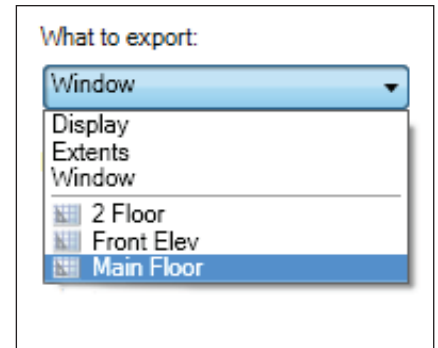 What to export:
Window
Display
Extents
Window
2 Floor
Front Elev
Main Floor